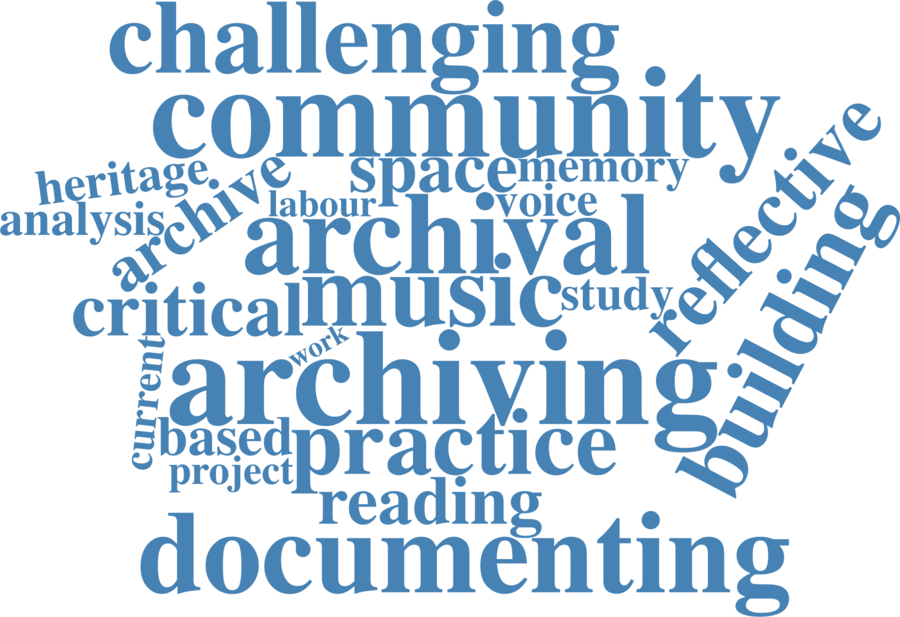 challenging
community
reflective
heritage
archive
space
memory
analysis
labour
voice
archival
building
critical
music
study
work
current
archiving
based
practice
project
reading
documenting